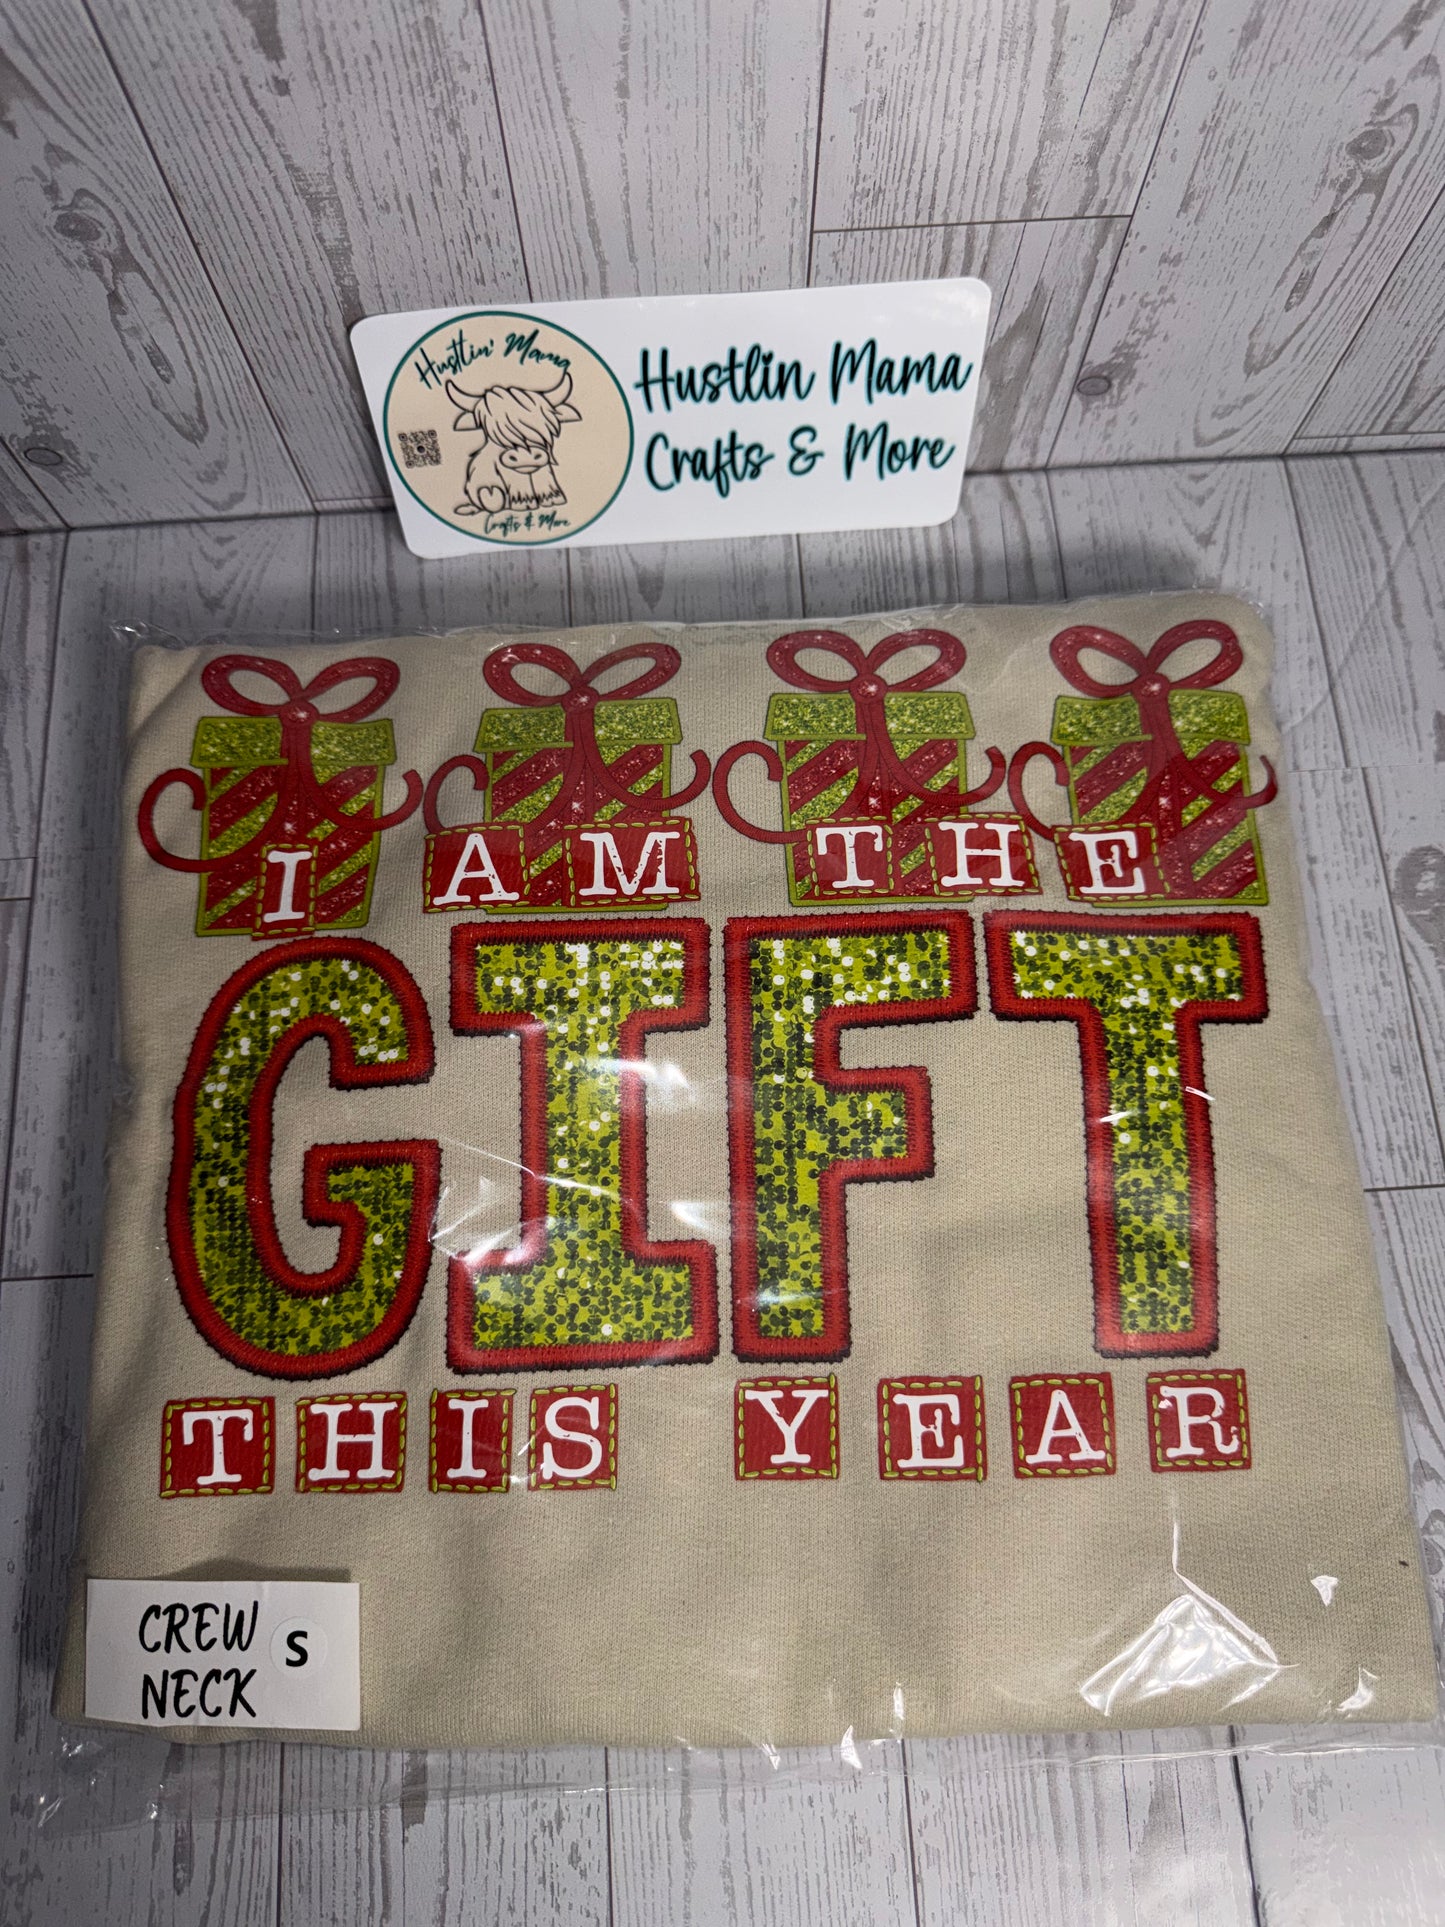 Hustlin' Mama
Crafts & More
Hustlin Mama
Crafts & More
I AM THE
GIFT
THIS YEAR
CREW
NECK
S